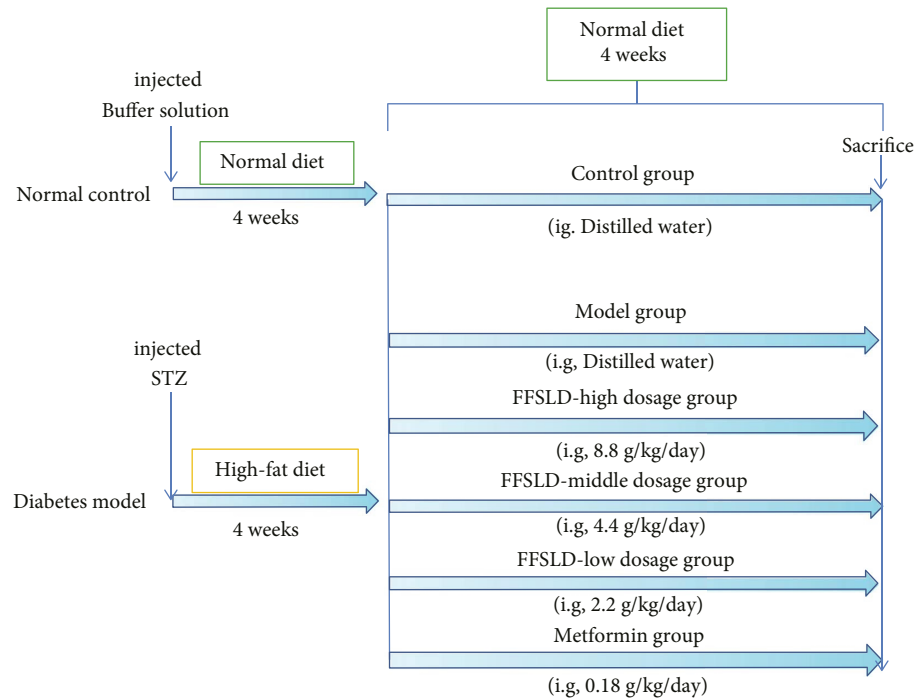 Normal diet
4 weeks
injected
Buffer solution
Sacrifice
Normal diet
Control group
Normal control
4 weeks
(ig. Distilled water)
Model group
injected
STZ
(i.g, Distilled water)
FFSLD-high dosage group
High-fat diet
(i.g, 8.8 g/kg/day)
FFSLD-middle dosage group
Diabetes model
4 weeks
(i.g, 4.4 g/kg/day)
FFSLD-low dosage group
(i.g, 2.2 g/kg/day)
Metformin group
(i.g, 0.18 g/kg/day)